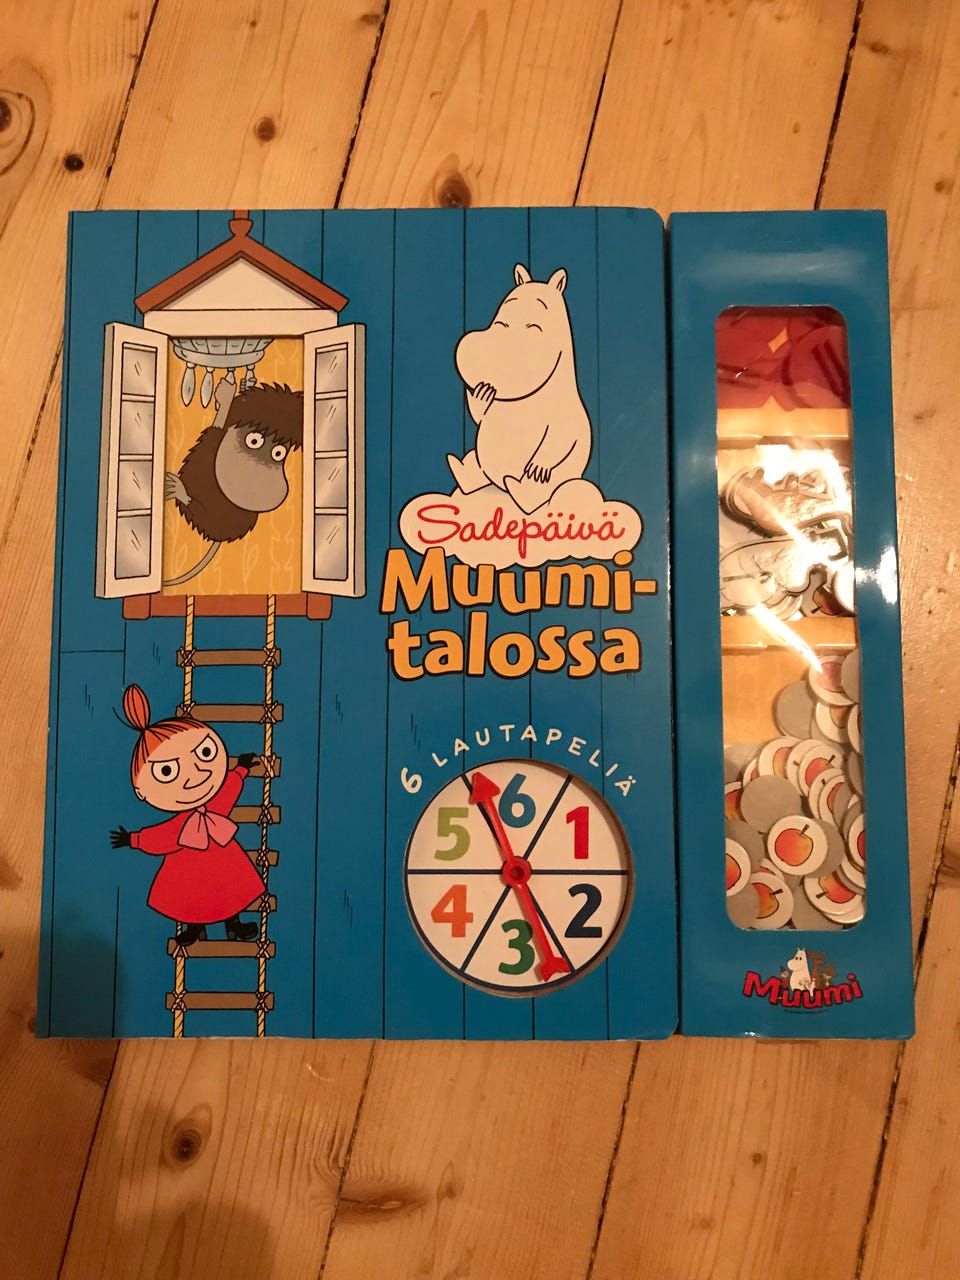 Sadepäivä
Muumi-
talossa
6 LAUTAPELIÄ
6
1
2
3
4
5
Muumi